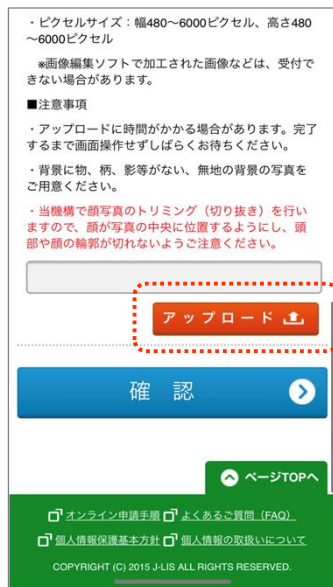 ・ピクセルサイズ：幅480〜6000ピクセル、高さ480
〜6000ピクセル
※画像編集ソフトで加工された画像などは、受付で
きない場合があります。
■注意事項
・アップロードに時間がかかる場合があります。完了
するまで画面操作せずしばらくお待ちください。
・背景に物、柄、影等がない、無地の背景の写真を
ご用意ください。
・当機構で顔写真のトリミング（切り抜き）を行い
ますので、顔が写真の中央に位置するようにし、頭
部や顔の輪郭が切れないようご注意ください。
アップロード
確 認
ページTOPへ
オンライン申請手順 よくあるご質問（FAQ）
個人情報保護基本方針 個人情報の取扱いについて
COPYRIGHT (C) 2015 J-LIS ALL RIGHTS RESERVED.